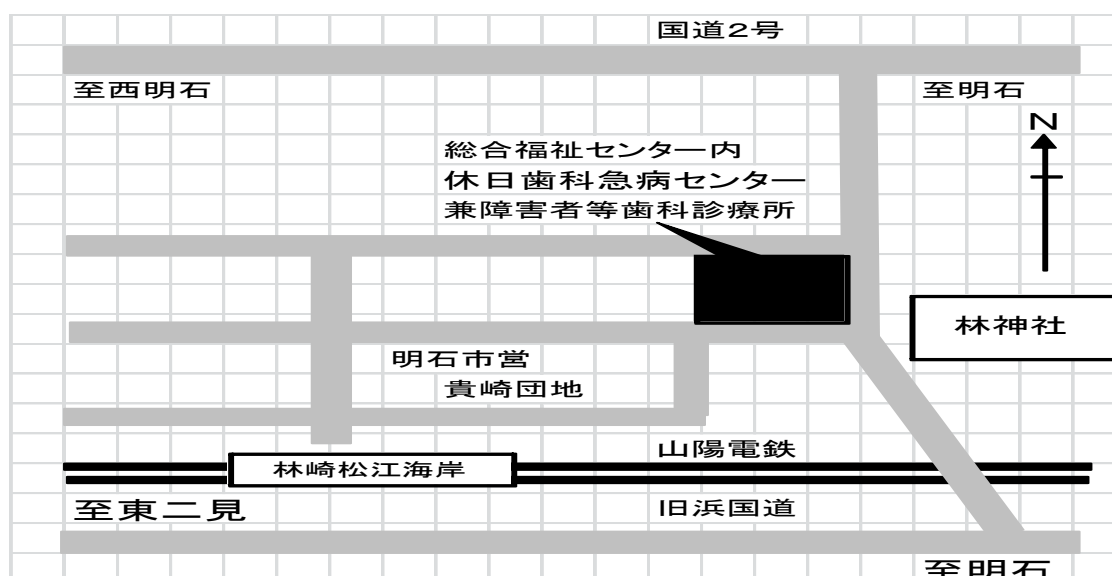 国道2号
至西明石
至明石
N
総合福祉センター内
休日歯科急病センター
兼障害者等歯科診療所
林神社
明石市営
貴崎団地
山陽電鉄
林崎松江海岸
至東二見
旧浜国道
至明石